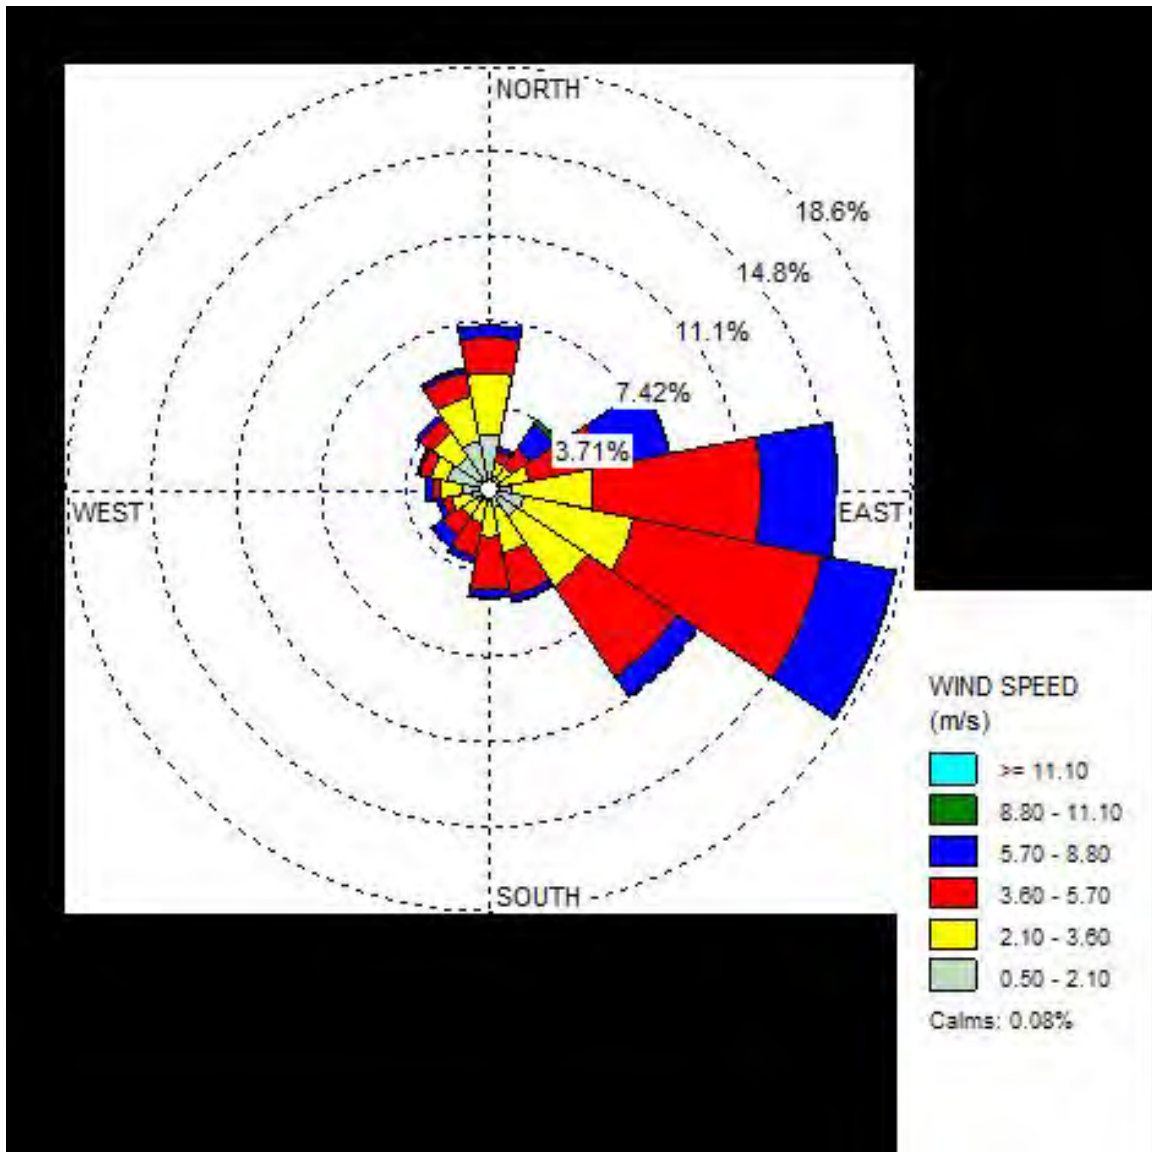 NORTH
18.6%
14.8%
11.1%
7.42%
3.71%
WEST
EAST
SOUTH
WIND SPEED
(m/s)
>= 11.10
8.80 - 11.10
5.70 - 8.80
3.60 - 5.70
2.10 - 3.60
0.50 - 2.10
Calms: 0.08%